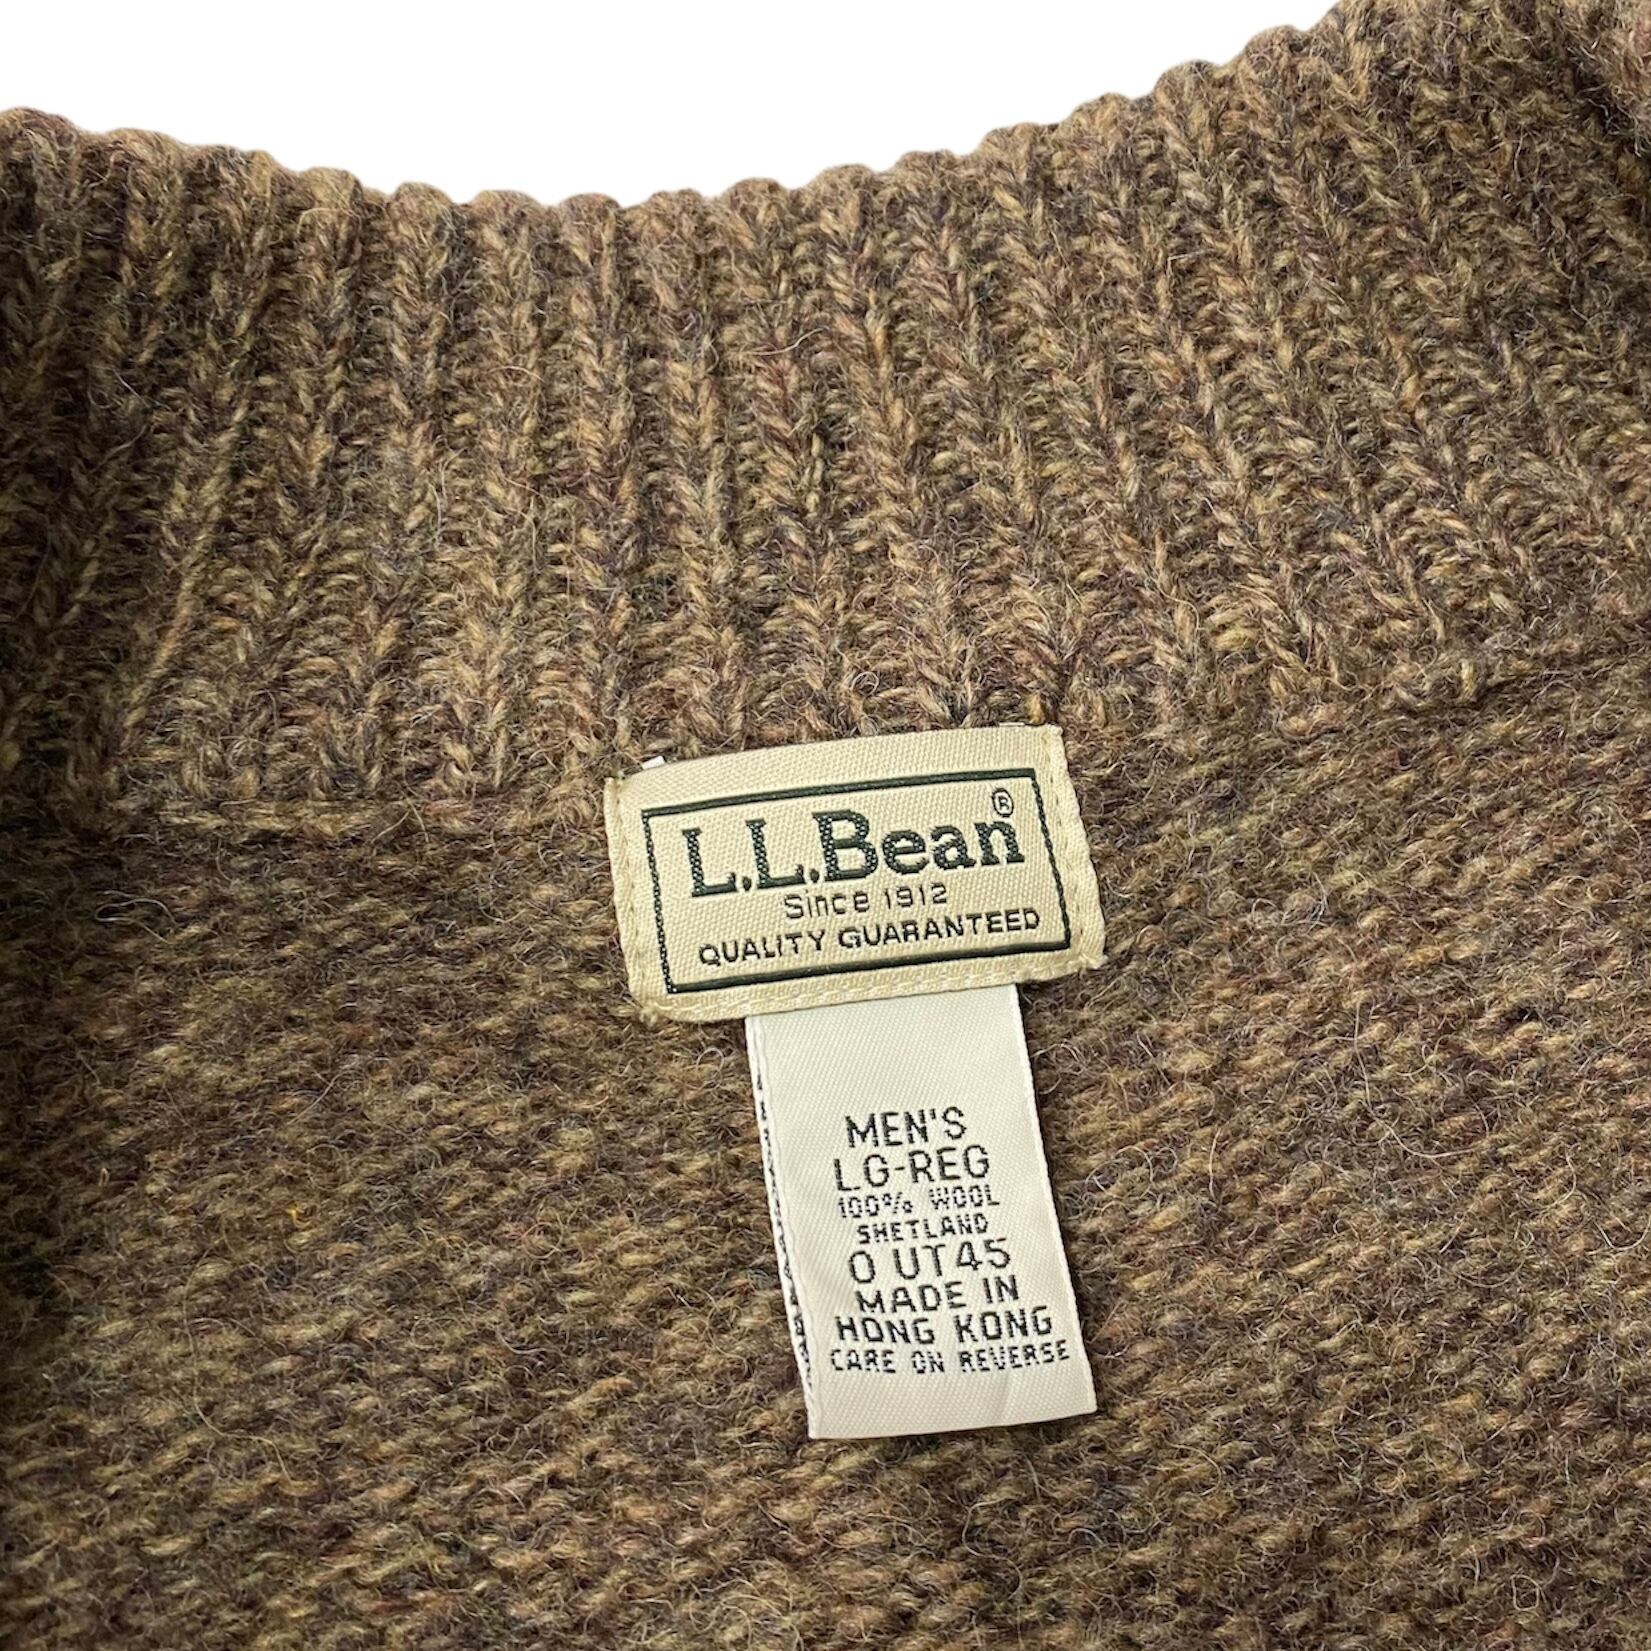 L.L.Bean®
Since 1912
QUALITY GUARANTEED
MEN'S
LG-REG
100% WOOL
SHETLAND
0 UT45
MADE IN
HONG KONG
CARE ON REVERSE